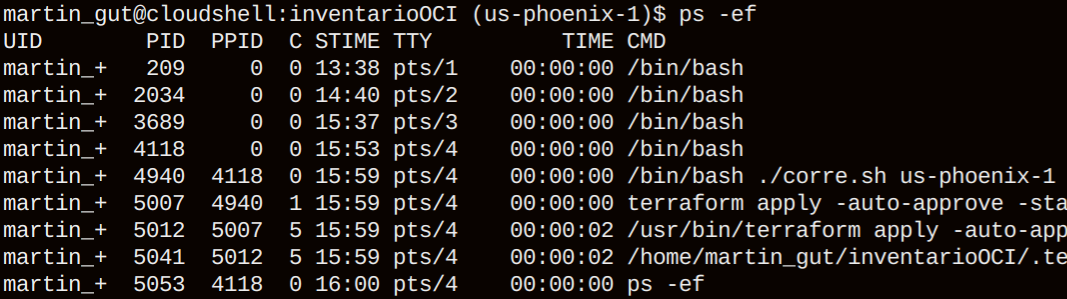 martin_gut@cloudshell:inventarioOCI (us-phoenix-1)$ ps -ef
UID        PID  PPID  C STIME TTY          TIME CMD
martin_+   209     0  0 13:38 pts/1    00:00:00 /bin/bash
martin_+  2034     0  0 14:40 pts/2    00:00:00 /bin/bash
martin_+  3689     0  0 15:37 pts/3    00:00:00 /bin/bash
martin_+  4118     0  0 15:53 pts/4    00:00:00 /bin/bash
martin_+  4940  4118  0 15:59 pts/4    00:00:00 /bin/bash ./corre.sh us-phoenix-1
martin_+  5007  4940  1 15:59 pts/4    00:00:00 terraform apply -auto-approve -sta
martin_+  5012  5007  5 15:59 pts/4    00:00:02 /usr/bin/terraform apply -auto-app
martin_+  5041  5012  5 15:59 pts/4    00:00:02 /home/martin_gut/inventarioOCI/.te
martin_+  5053  4118  0 16:00 pts/4    00:00:00 ps -ef